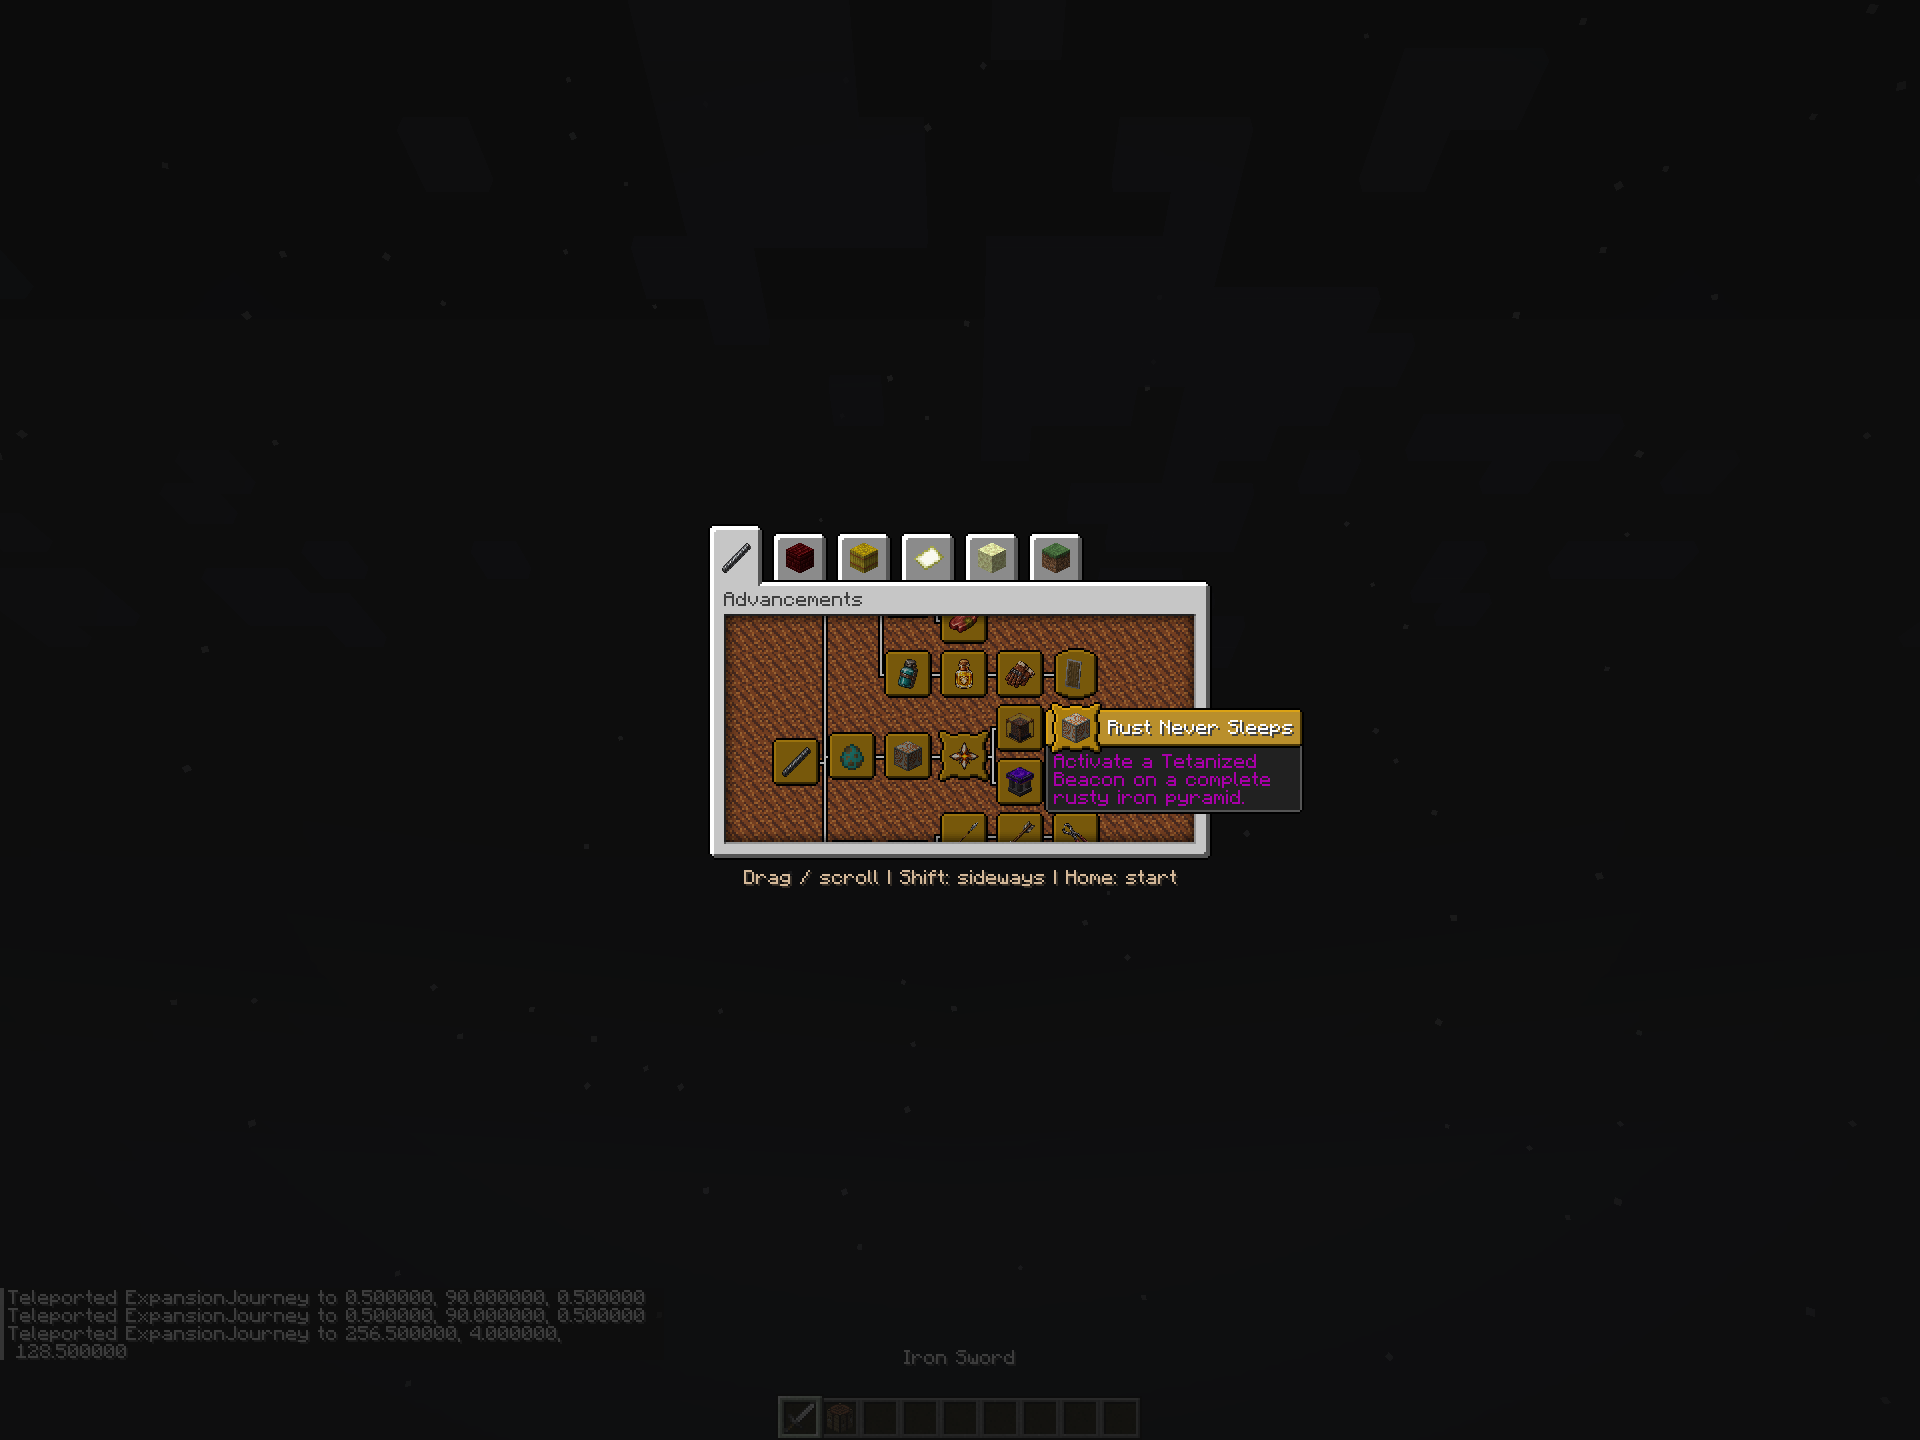 Advancements
Rust Never Sleeps
Activate a Tetanized
Beacon on a complete
rusty iron pyramid.
Drag / scroll | Shift: sideways | Home: start
Teleported ExpansionJourney to 0.500000, 90.000000, 0.500000
Teleported ExpansionJourney to 0.500000, 90.000000, 0.500000
Teleported ExpansionJourney to 256.500000, 4.000000,
128.500000
Iron Sword